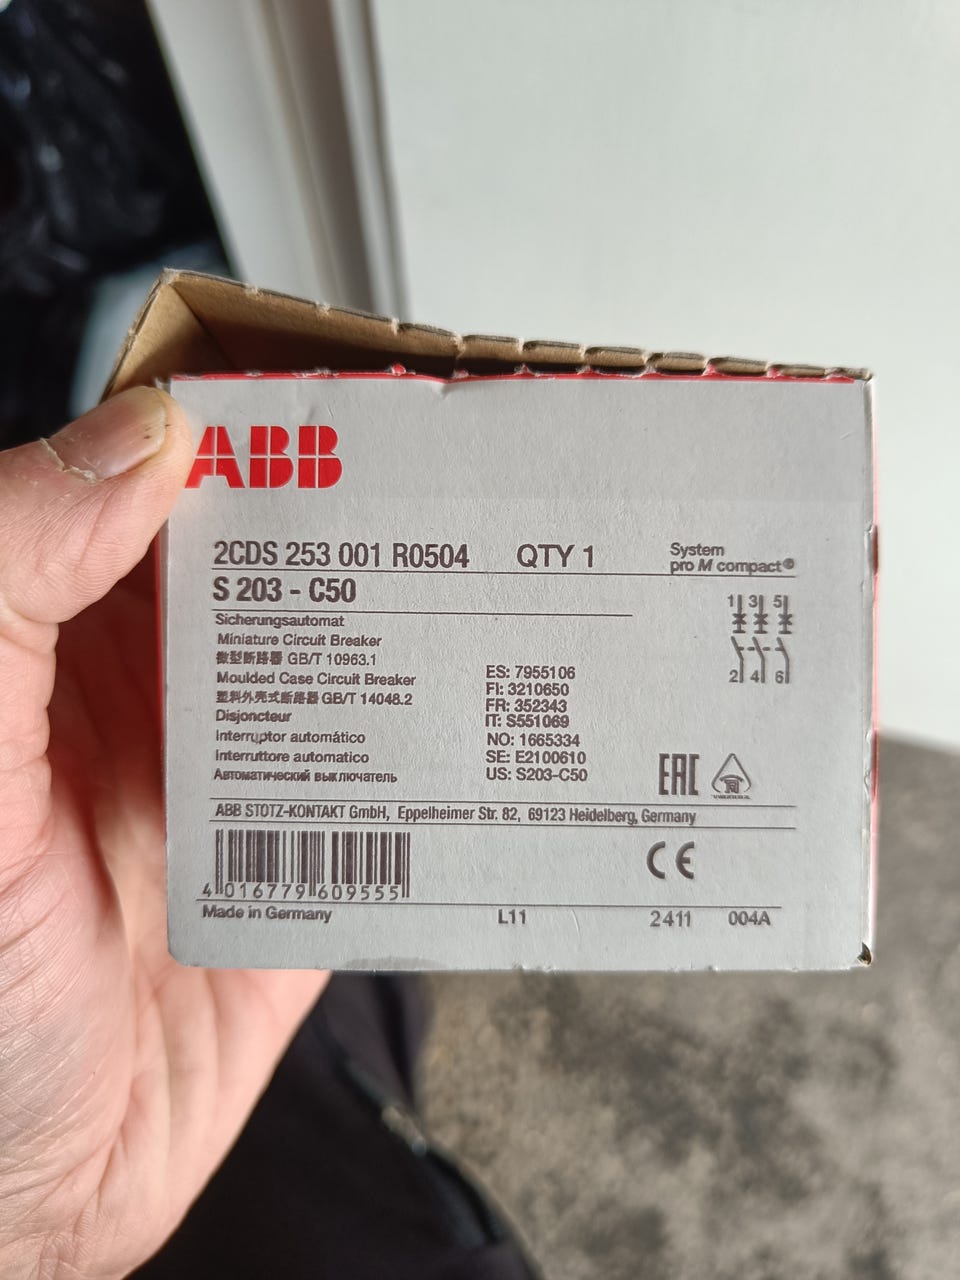 ABB
2CDS 253 001 R0504 QTY 1 System pro M compact®
S 203 - C50
Sicherungsautomat
Miniature Circuit Breaker
微型断路器 GB/T 10963.1
Moulded Case Circuit Breaker
塑料外壳式断路器 GB/T 14048.2
Disjoncteur
Interruptor automático
Interruttore automatico
Автоматический выключатель
1 3 5
2 4 6
ES: 7955106
FI: 3210650
FR: 352343
IT: S551069
NO: 1665334
SE: E2100610
US: S203-C50
EAC
ABB STOTZ-KONTAKT GmbH, Eppelheimer Str. 82, 69123 Heidelberg, Germany
CE
4 016779 609555
Made in Germany L11 2411 004A